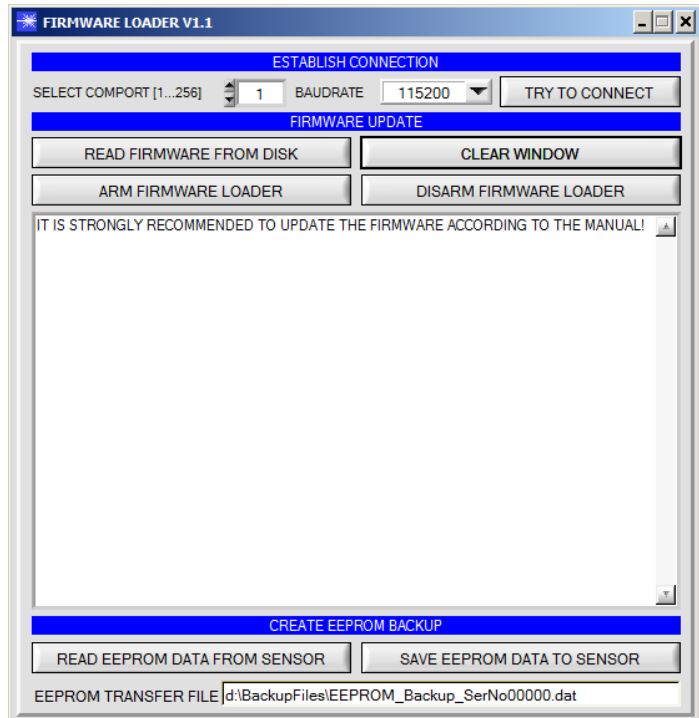 FIRMWARE LOADER V1.1
ESTABLISH CONNECTION
SELECT COMPORT [1...256] 1 BAUDRATE 115200 TRY TO CONNECT
FIRMWARE UPDATE
READ FIRMWARE FROM DISK CLEAR WINDOW
ARM FIRMWARE LOADER DISARM FIRMWARE LOADER
IT IS STRONGLY RECOMMENDED TO UPDATE THE FIRMWARE ACCORDING TO THE MANUAL!
CREATE EEPROM BACKUP
READ EEPROM DATA FROM SENSOR SAVE EEPROM DATA TO SENSOR
EEPROM TRANSFER FILE d:\BackupFiles\EEPROM_Backup_SerNo00000.dat